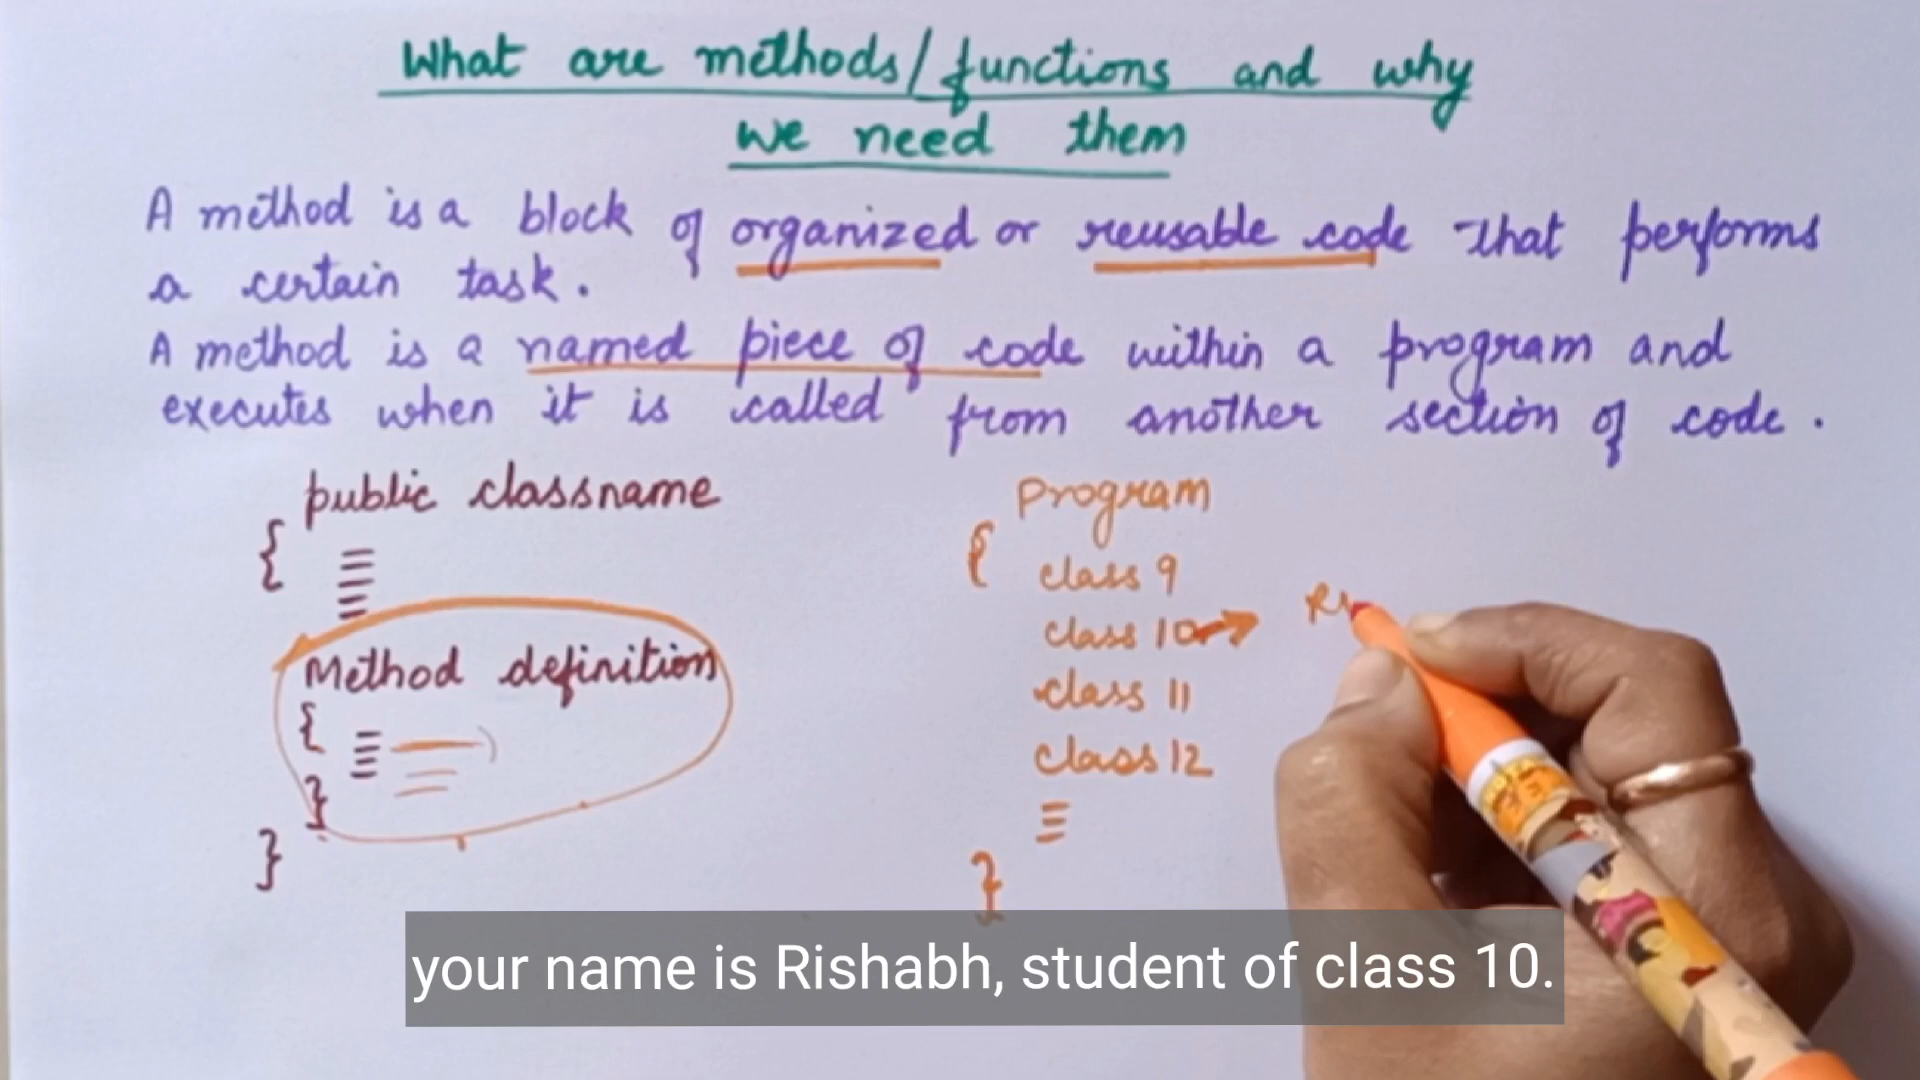 What are methods/functions and why
we need them
A method is a block of organized or reusable code that performs
a certain task.
A method is a named piece of code within a program and
executes when it is called from another section of code.
public classname
{
Method definition
{
}
}
Program
{
class 9
class 10 → Ri
class 11
class 12
}
your name is Rishabh, student of class 10.